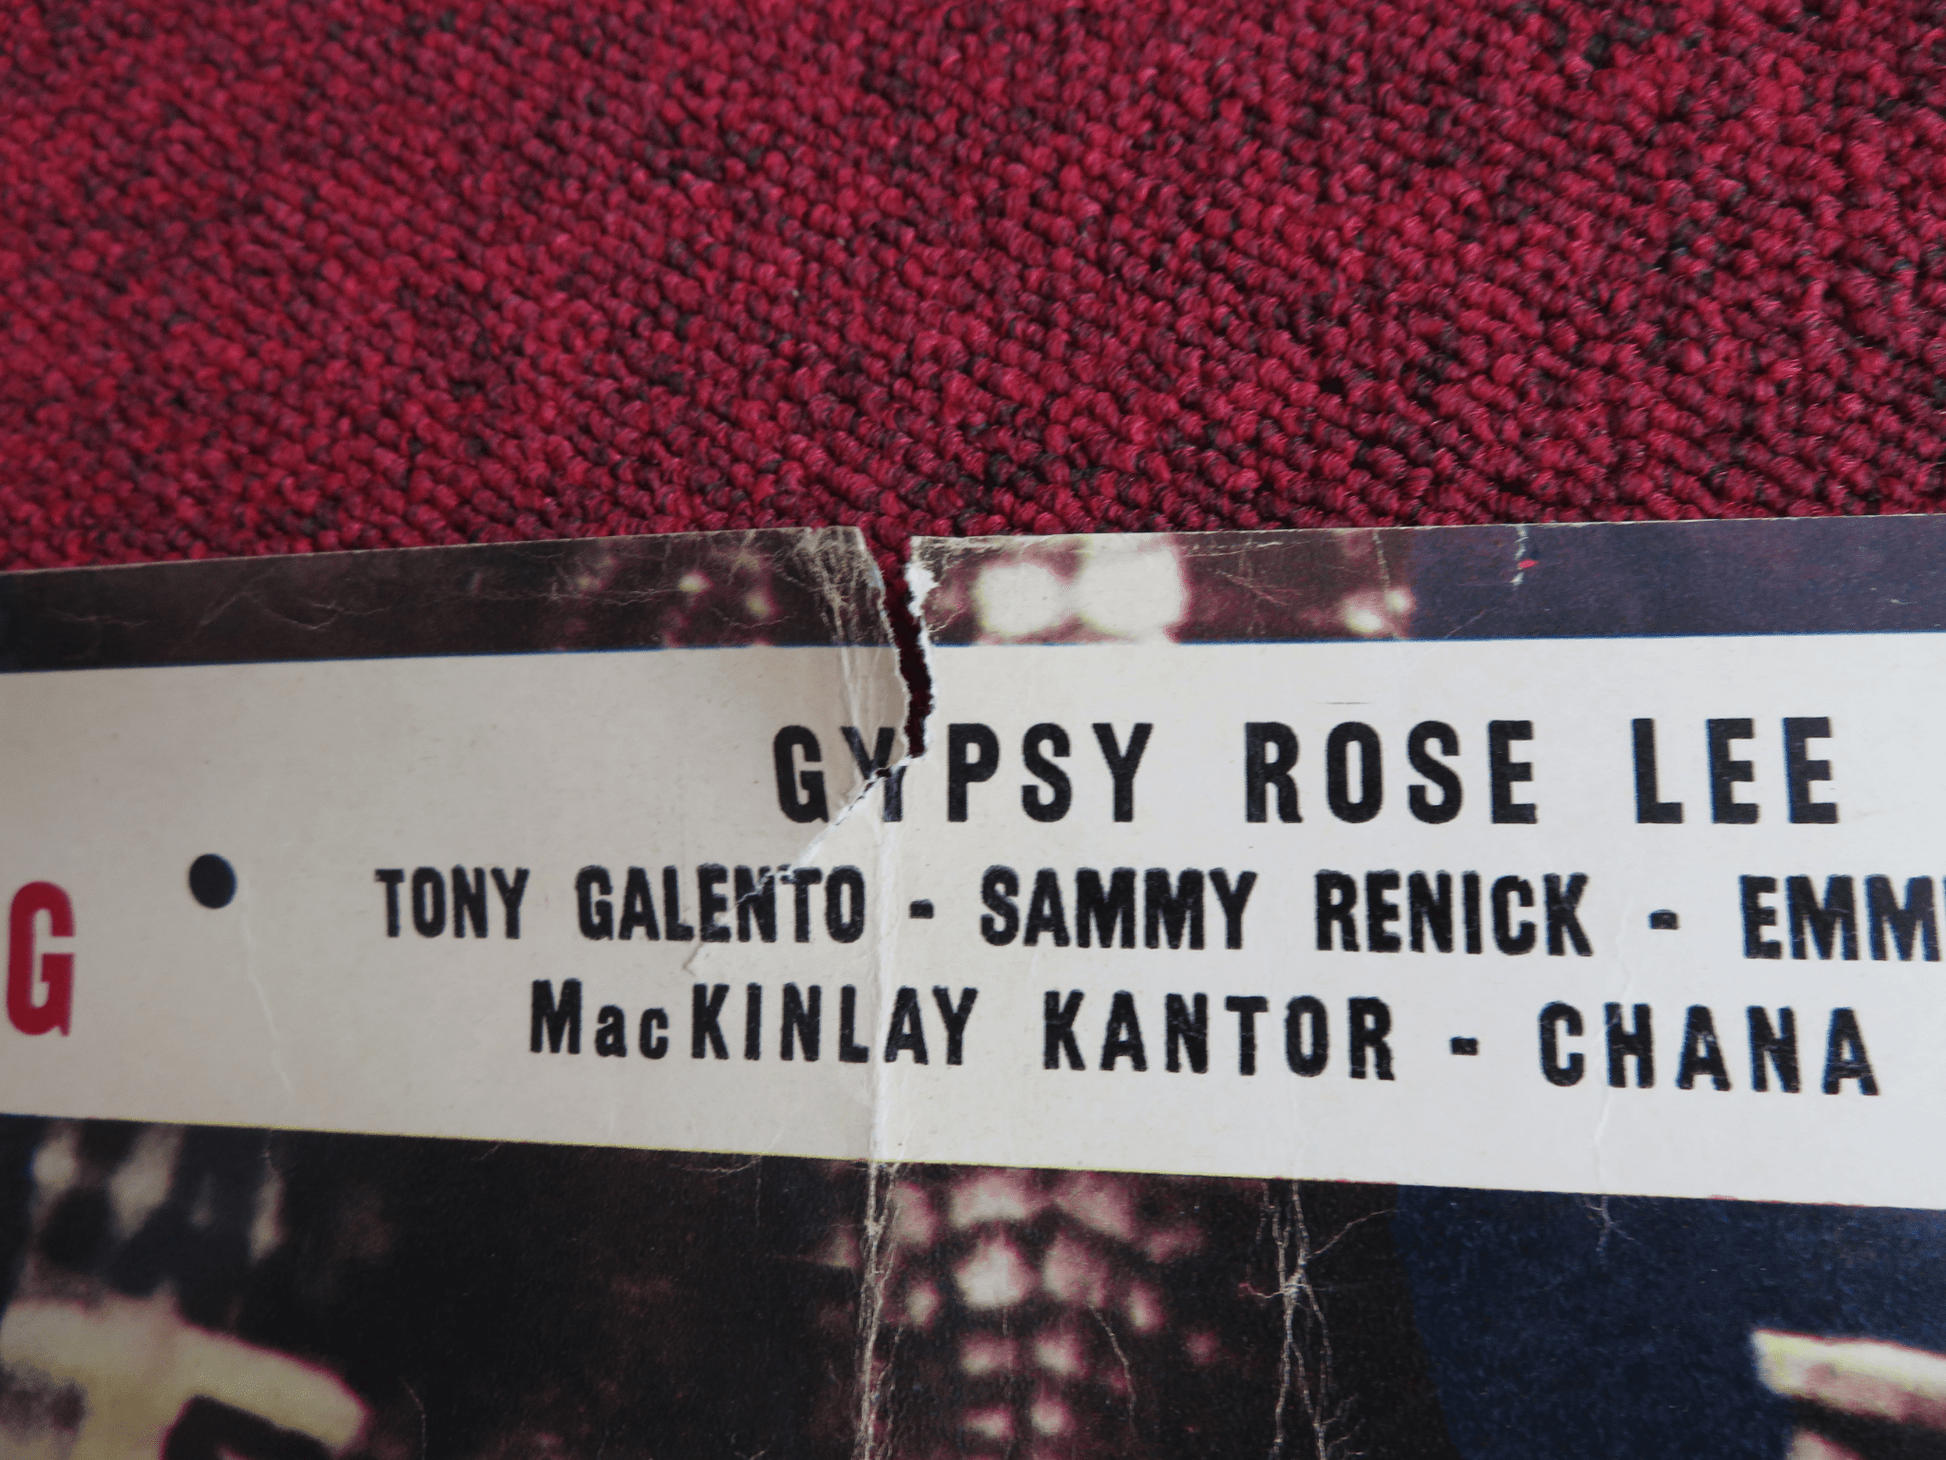 GYPSY ROSE LEE
G • TONY GALENTO - SAMMY RENICK - EMM
MacKINLAY KANTOR - CHANA